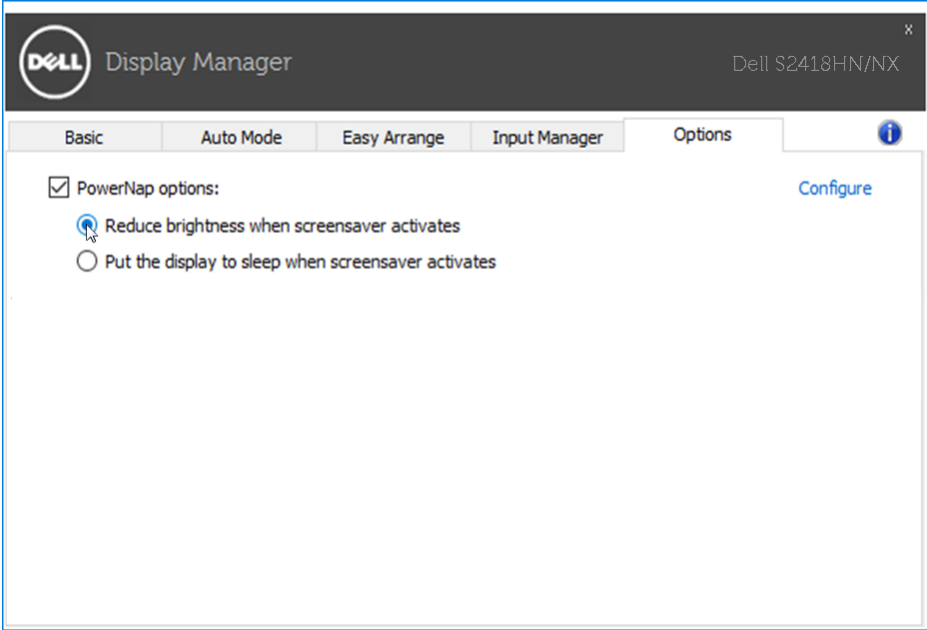 DELL
Display Manager
X
Dell S2418HN/NX
Basic
Auto Mode
Easy Arrange
Input Manager
Options
i
PowerNap options:
Configure
Reduce brightness when screensaver activates
Put the display to sleep when screensaver activates